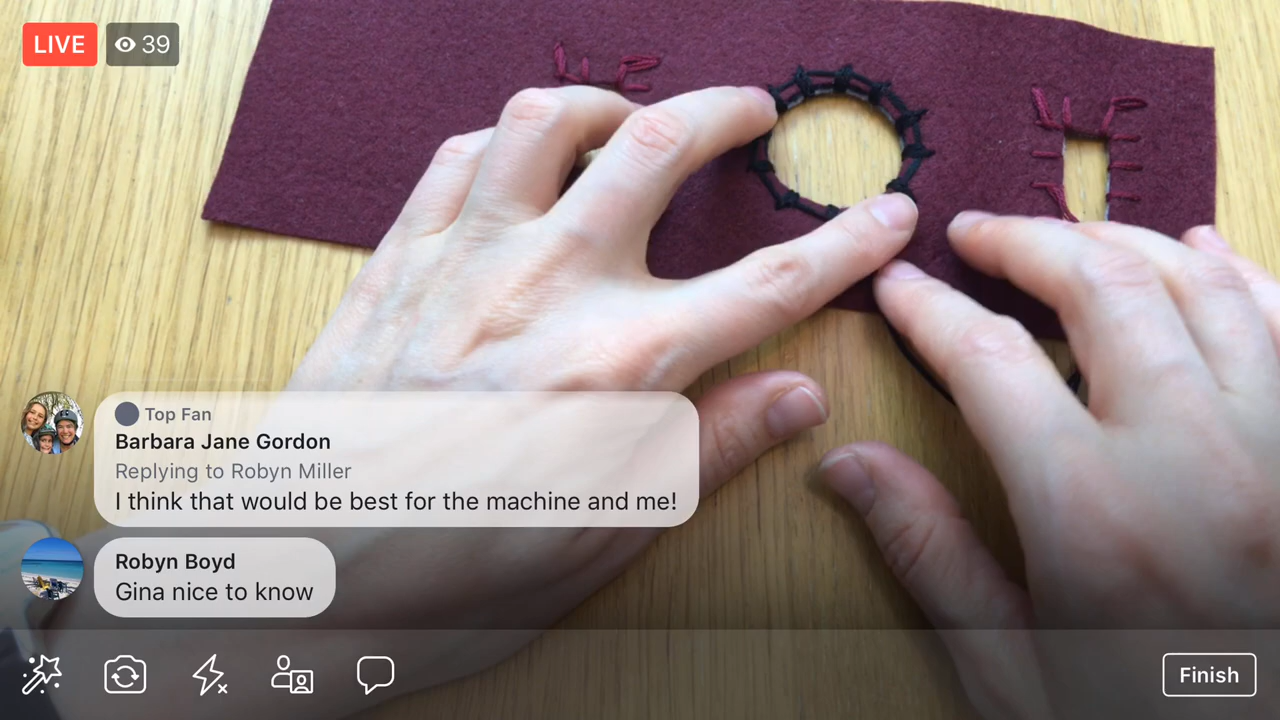 LIVE
39
Top Fan
Barbara Jane Gordon
Replying to Robyn Miller
I think that would be best for the machine and me!
Robyn Boyd
Gina nice to know
Finish